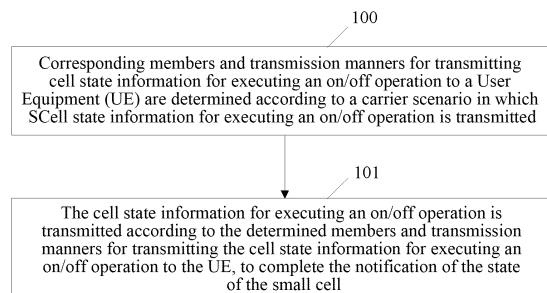 100
Corresponding members and transmission manners for transmitting
cell state information for executing an on/off operation to a User
Equipment (UE) are determined according to a carrier scenario in which
SCell state information for executing an on/off operation is transmitted
101
The cell state information for executing an on/off operation is
transmitted according to the determined members and transmission
manners for transmitting the cell state information for executing an
on/off operation to the UE, to complete the notification of the state
of the small cell